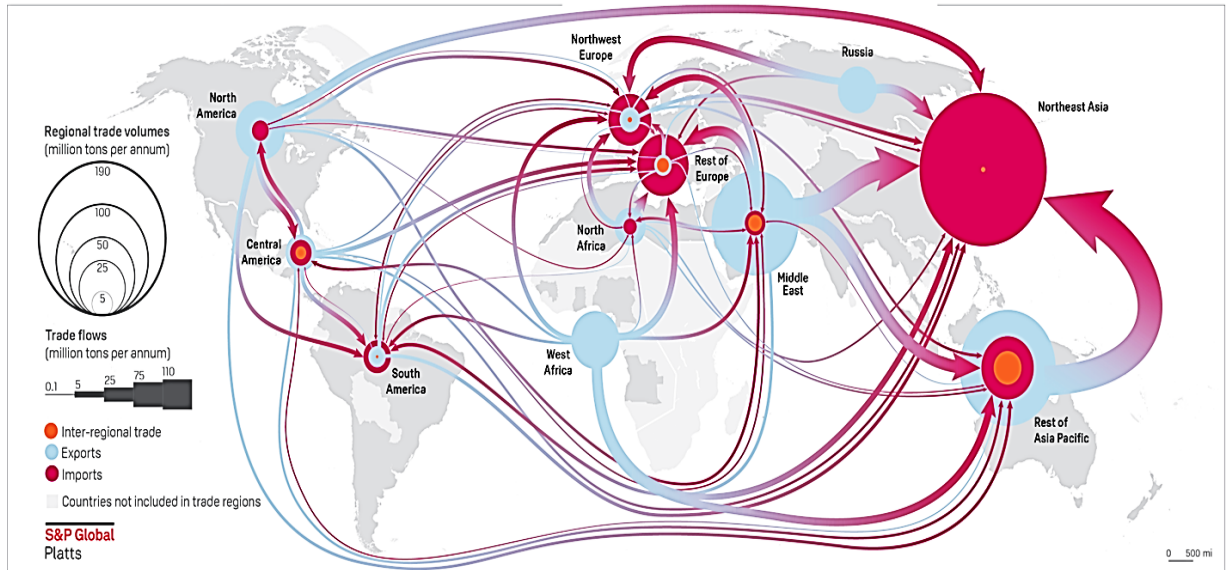 Northwest
Europe
Russia
North
America
Northeast Asia
Regional trade volumes
(million tons per annum)
190
100
50
25
5
Rest of
Europe
North
Africa
Central
America
Middle
East
Trade flows
(million tons per annum)
0.1
5
25
75
110
West
Africa
South
America
Rest of
Asia Pacific
Inter-regional trade
Exports
Imports
Countries not included in trade regions
S&P Global
Platts
0 500 mi